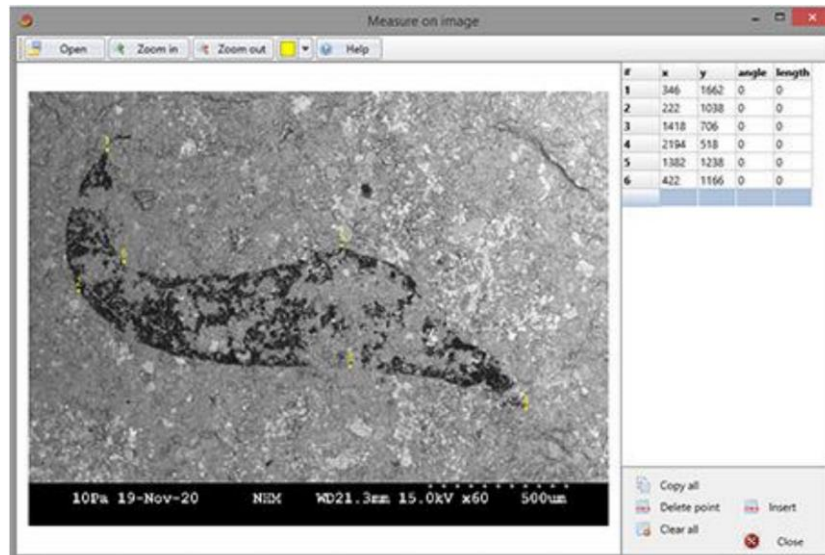 Measure on image
Open Zoom in Zoom out Help
# x y angle length
1 346 1662 0 0
2 222 1038 0 0
3 1418 706 0 0
4 2194 518 0 0
5 1382 1238 0 0
6 422 1166 0 0
10Pa 19-Nov-20 NHM WD21.3mm 15.0kV x60 500um
Copy all
Delete point Insert
Clear all
Close